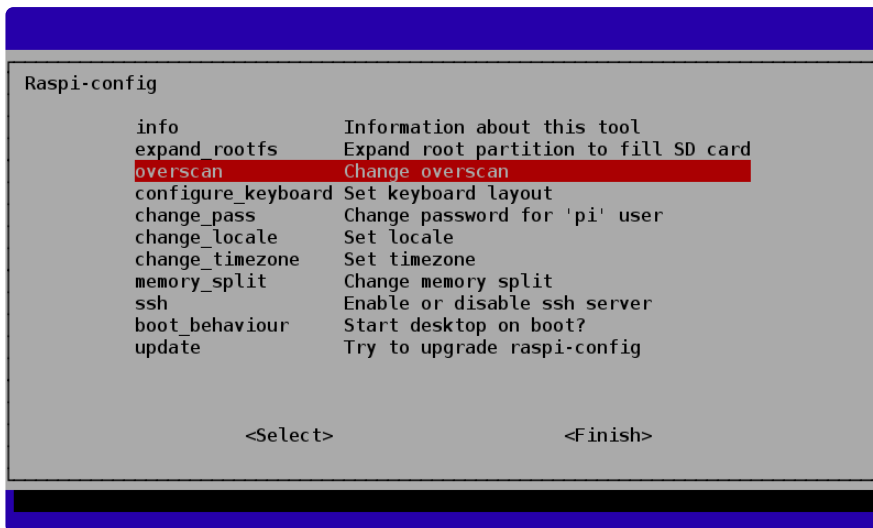 Raspi-config
info Information about this tool
expand_rootfs Expand root partition to fill SD card
overscan Change overscan
configure_keyboard Set keyboard layout
change_pass Change password for 'pi' user
change_locale Set locale
change_timezone Set timezone
memory_split Change memory split
ssh Enable or disable ssh server
boot_behaviour Start desktop on boot?
update Try to upgrade raspi-config
<Select> <Finish>